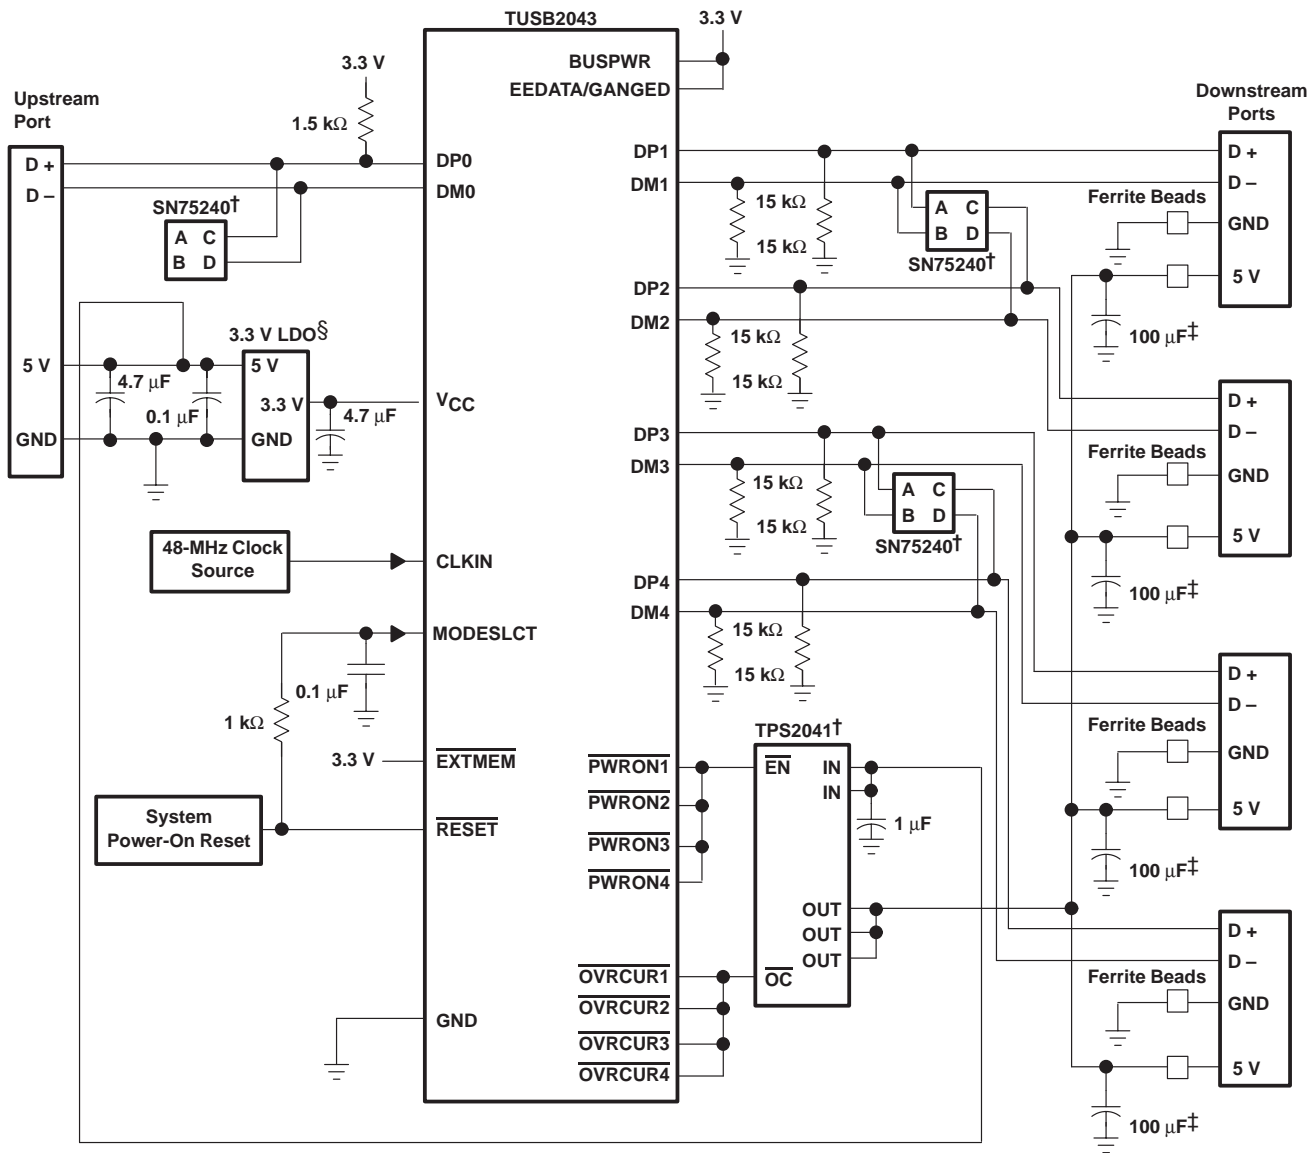 TUSB2043
3.3 V
3.3 V
BUSPWR
EEDATA/GANGED
Upstream
Port
1.5 kΩ
Downstream
Ports
D +
D –
DP0
DM0
DP1
DM1
D +
D –
SN75240†
A C
B D
15 kΩ
15 kΩ
A C
B D
SN75240†
Ferrite Beads
GND
5 V
DP2
DM2
100 µF‡
3.3 V LDO§
15 kΩ
15 kΩ
5 V
4.7 µF
0.1 µF
GND
5 V
3.3 V
GND
4.7 µF
VCC
D +
D –
DP3
DM3
Ferrite Beads
GND
15 kΩ
15 kΩ
A C
B D
SN75240†
5 V
48-MHz Clock
Source
CLKIN
DP4
DM4
100 µF‡
MODESLCT
15 kΩ
15 kΩ
0.1 µF
1 kΩ
D +
D –
TPS2041†
Ferrite Beads
GND
3.3 V
EXTMEM
PWRON1
EN
IN
IN
PWRON2
System
Power-On Reset
RESET
1 µF
5 V
PWRON3
PWRON4
100 µF‡
OUT
OUT
OUT
D +
D –
OVRCUR1
OC
Ferrite Beads
GND
OVRCUR2
GND
OVRCUR3
OVRCUR4
5 V
100 µF‡